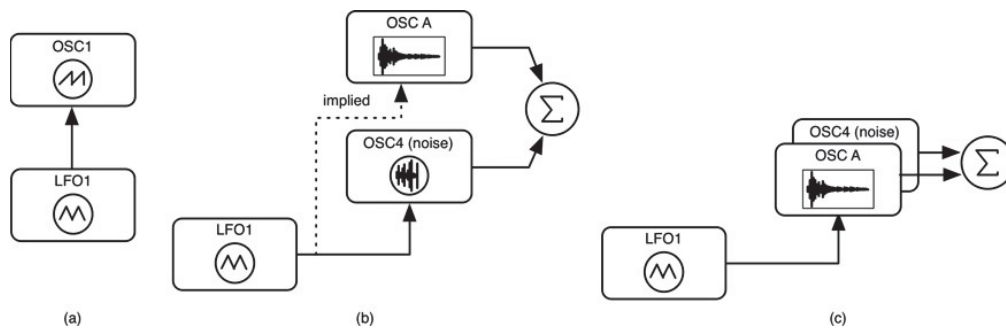 OSC1
LFO1
(a)
OSC A
implied
OSC4 (noise)
Σ
LFO1
(b)
OSC4 (noise)
OSC A
Σ
LFO1
(c)